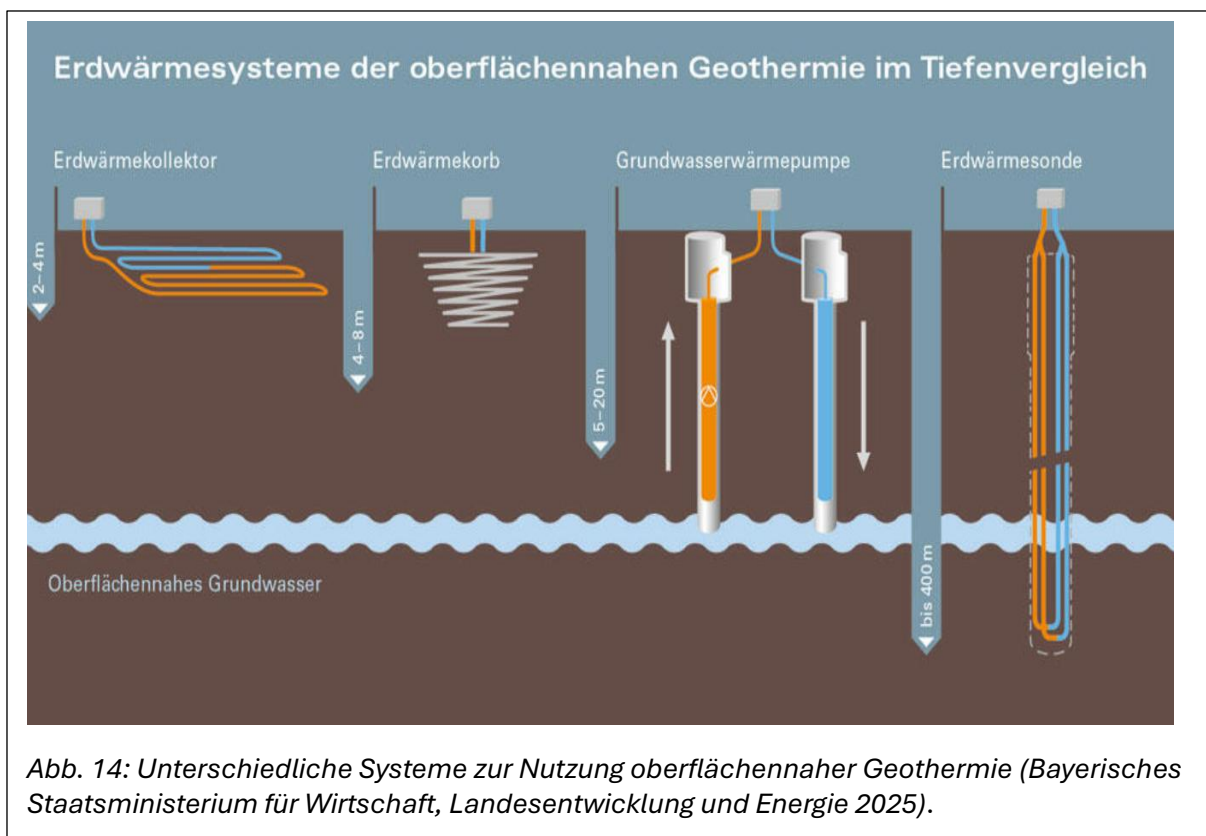 Erdwärmesysteme der oberflächennahen Geothermie im Tiefenvergleich
Erdwärmekollektor
Erdwärmekorb
Grundwasserwärmepumpe
Erdwärmesonde
2–4 m
4–8 m
5–20 m
bis 400 m
Oberflächennahes Grundwasser
Abb. 14: Unterschiedliche Systeme zur Nutzung oberflächennaher Geothermie (Bayerisches
Staatsministerium für Wirtschaft, Landesentwicklung und Energie 2025).